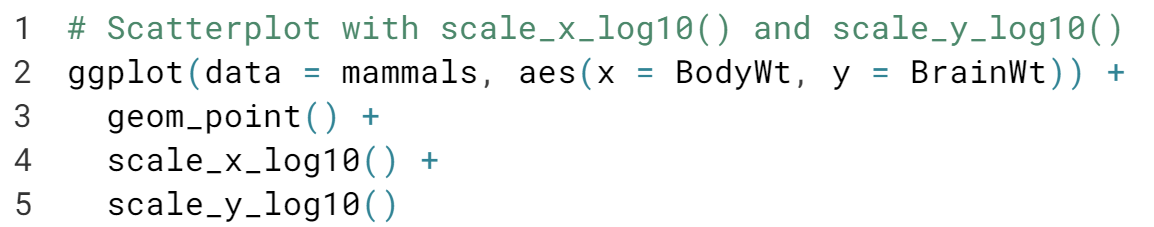 1 # Scatterplot with scale_x_log10() and scale_y_log10()
2 ggplot(data = mammals, aes(x = BodyWt, y = BrainWt)) +
3   geom_point() +
4   scale_x_log10() +
5   scale_y_log10()